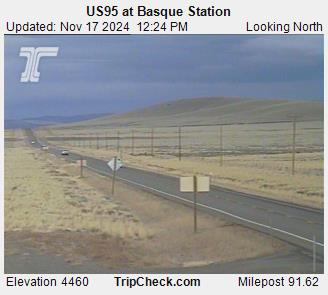 US95 at Basque Station
Updated: Nov 17 2024 12:24 PM Looking North
Elevation 4460 TripCheck.com Milepost 91.62